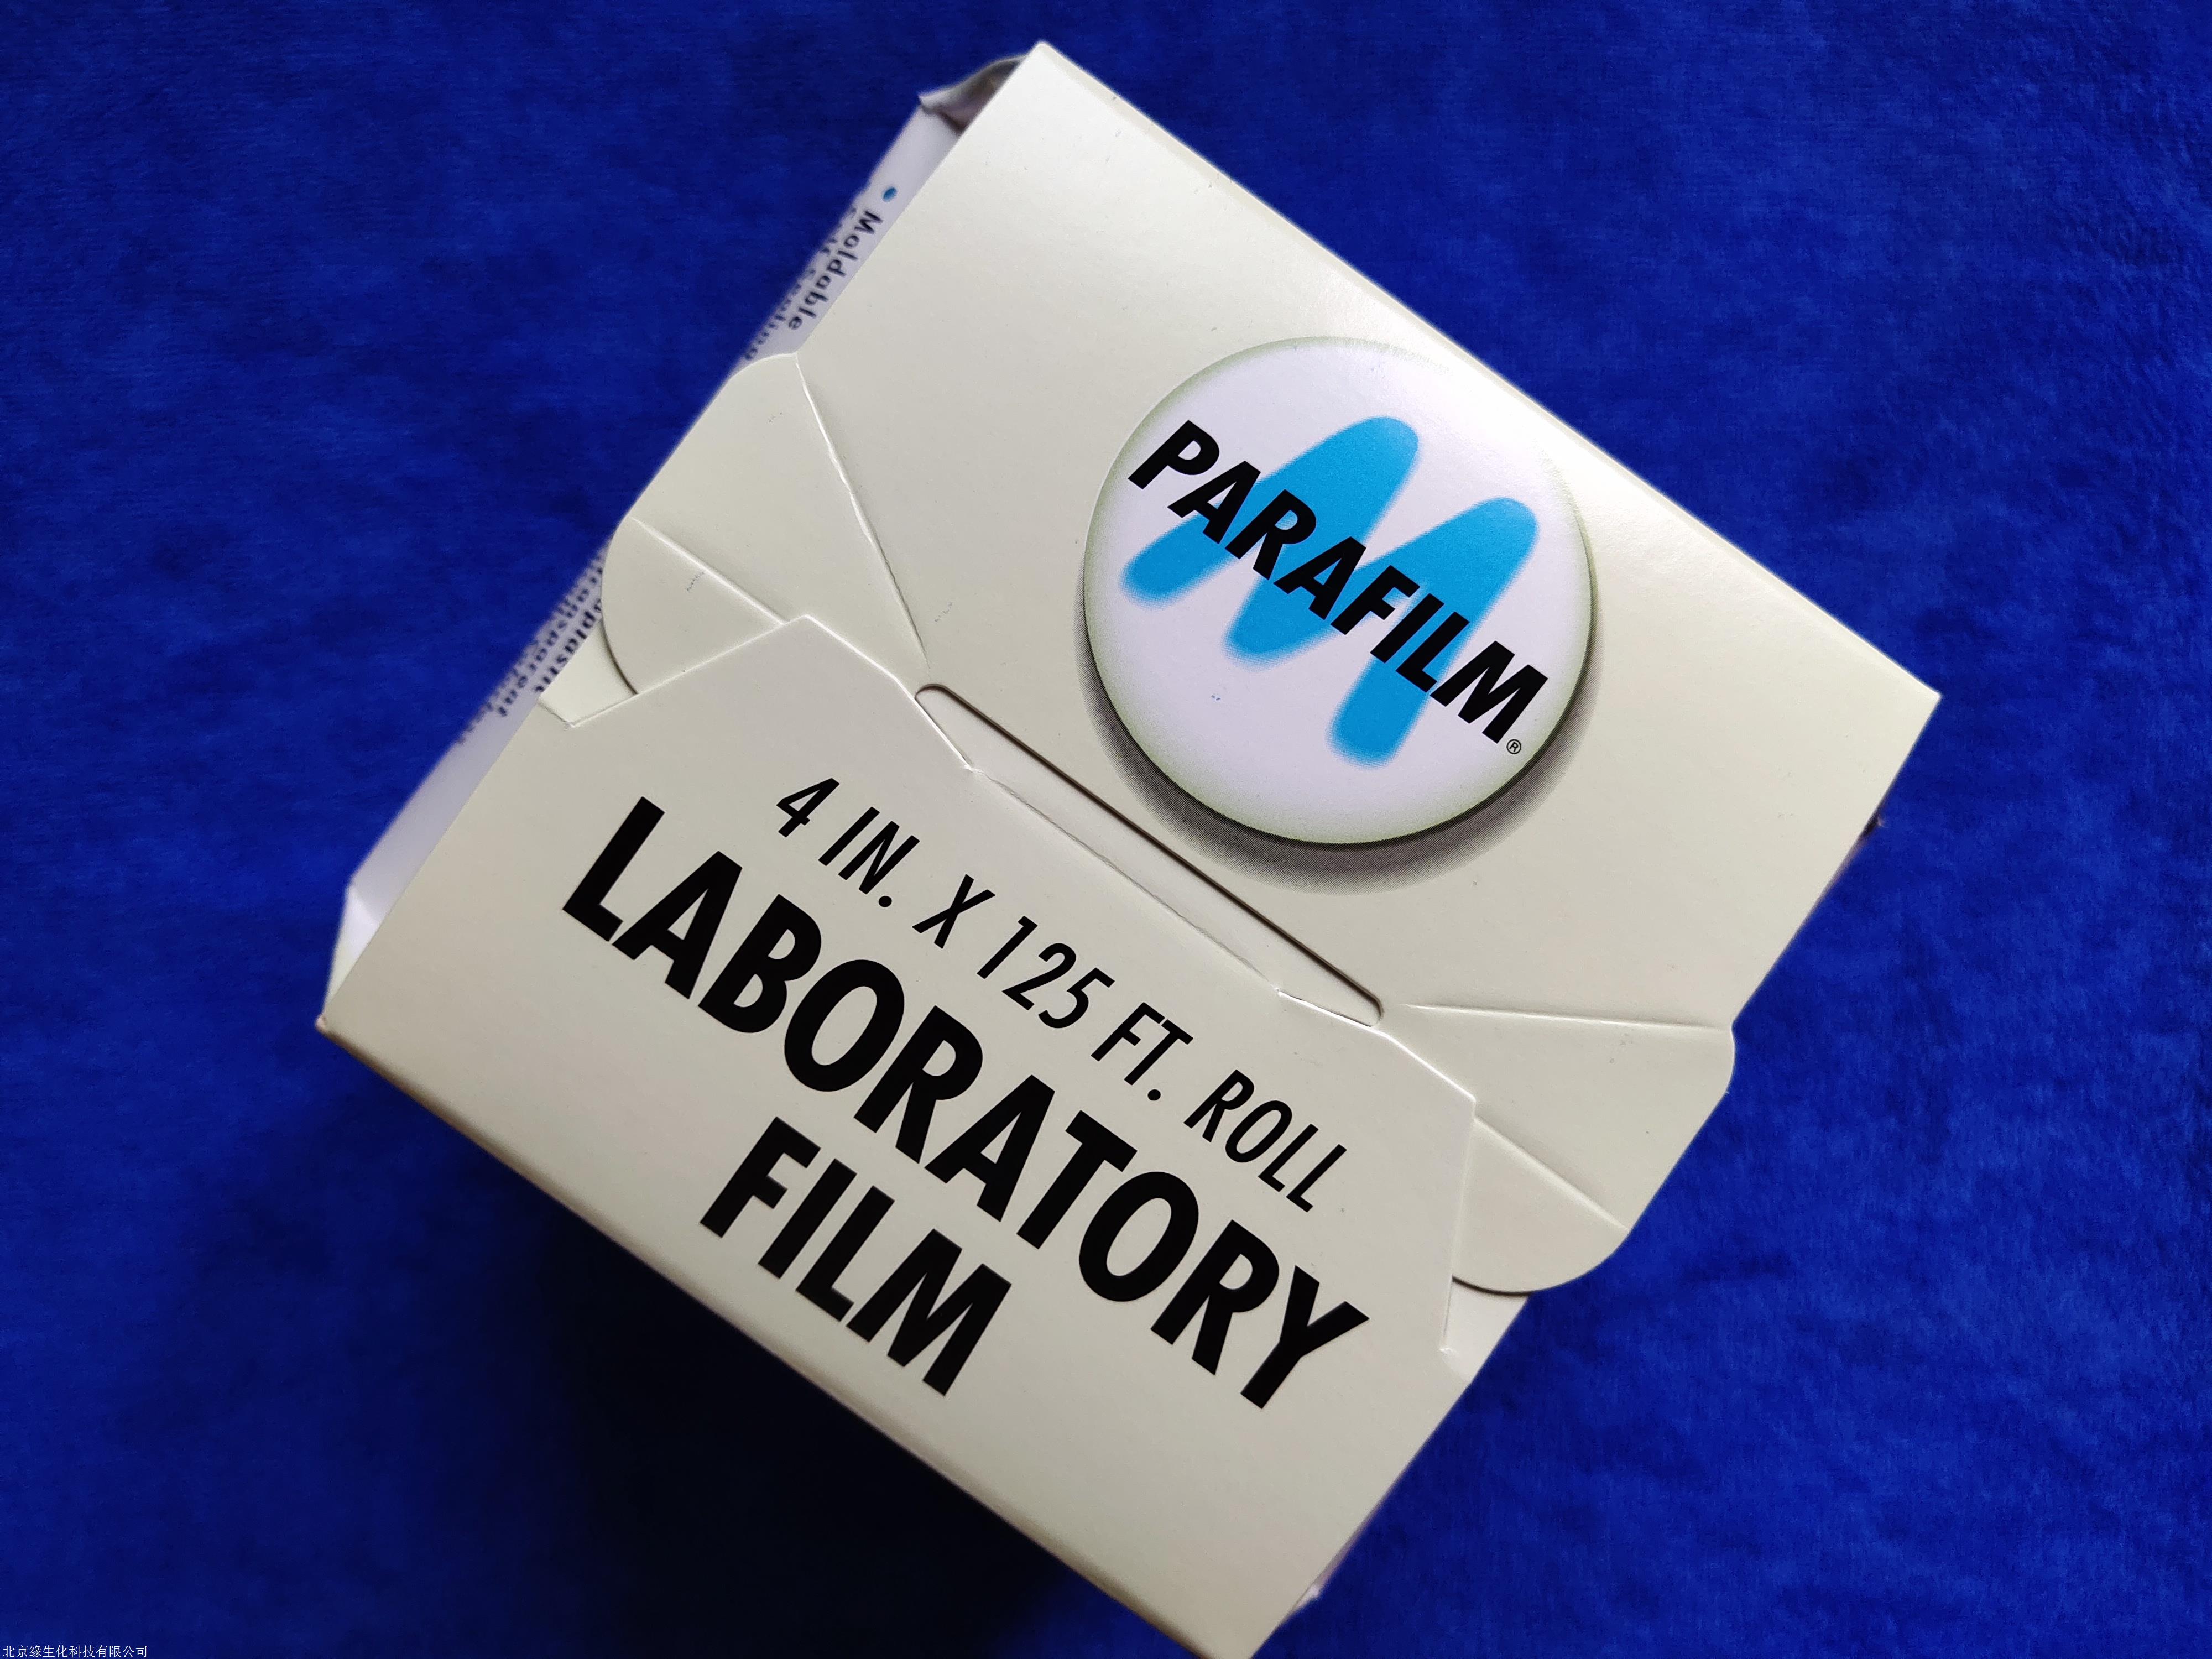 PARAFILM®
4 IN. X 125 FT. ROLL
LABORATORY
FILM
• Moldable
北京缘生化科技有限公司